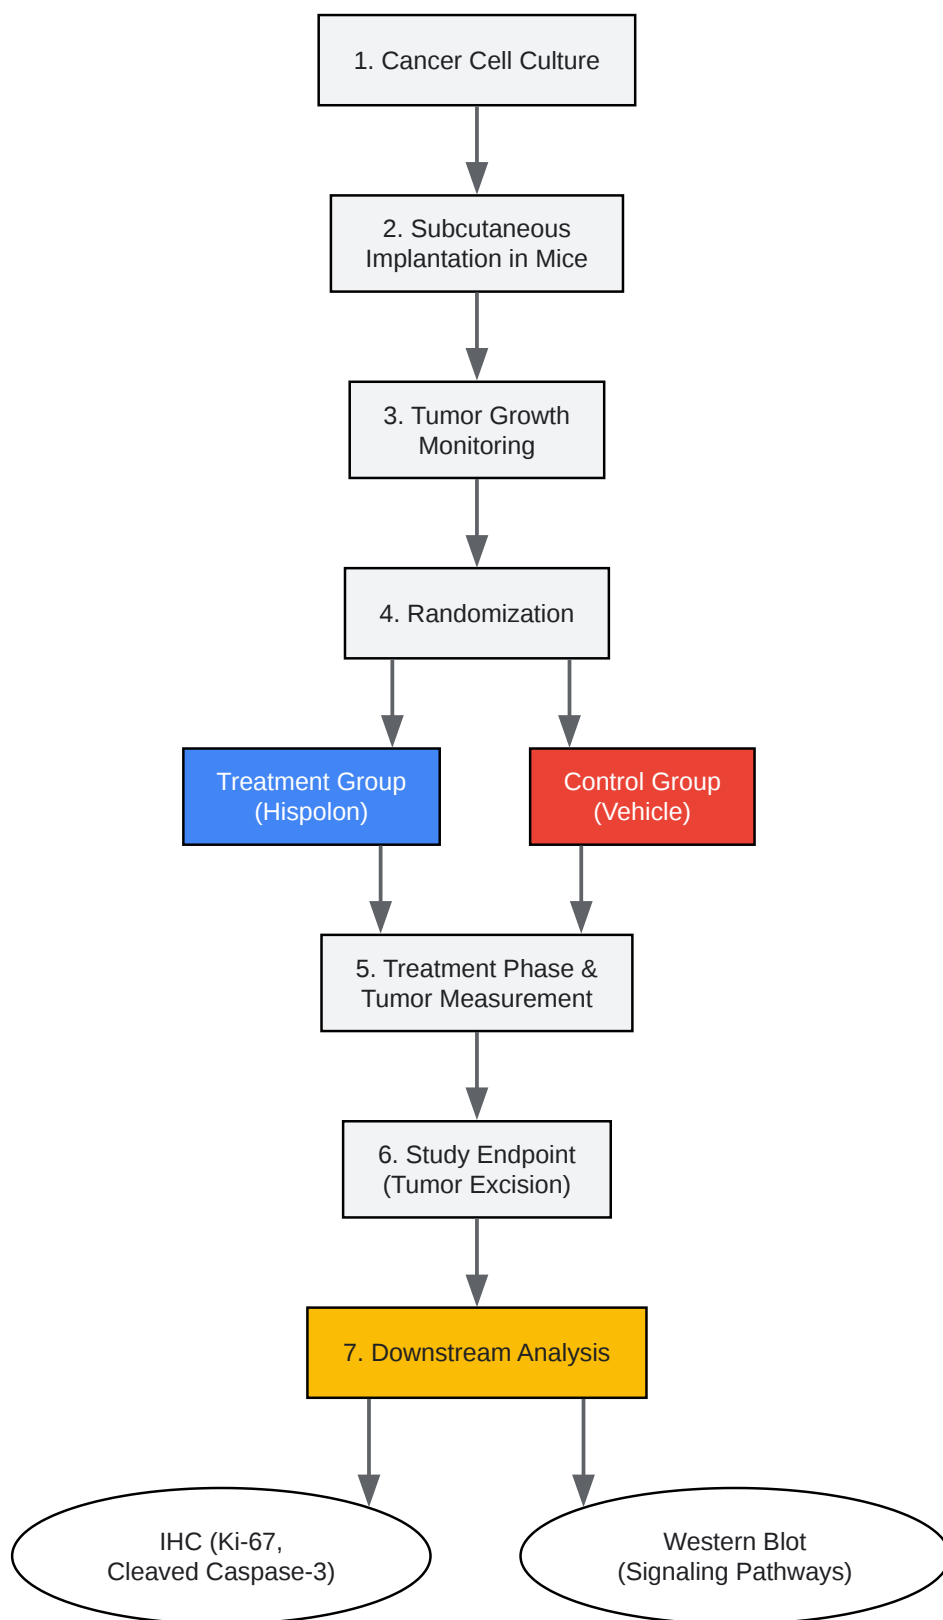 1. Cancer Cell Culture
2. Subcutaneous
Implantation in Mice
3. Tumor Growth
Monitoring
4. Randomization
Treatment Group
(Hispolon)
Control Group
(Vehicle)
5. Treatment Phase &
Tumor Measurement
6. Study Endpoint
(Tumor Excision)
7. Downstream Analysis
IHC (Ki-67,
Cleaved Caspase-3)
Western Blot
(Signaling Pathways)